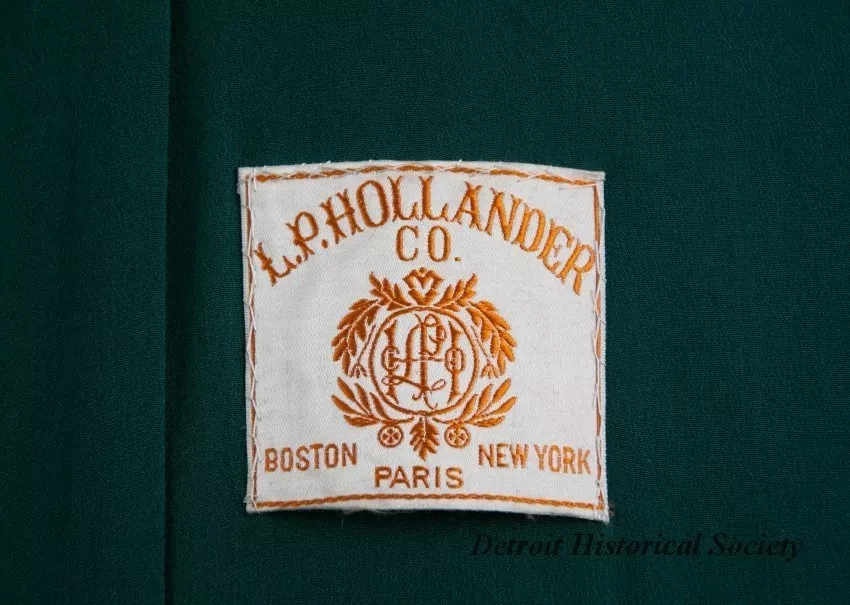 L.P. HOLLANDER
CO.
BOSTON
NEW YORK
PARIS
Detroit Historical Society